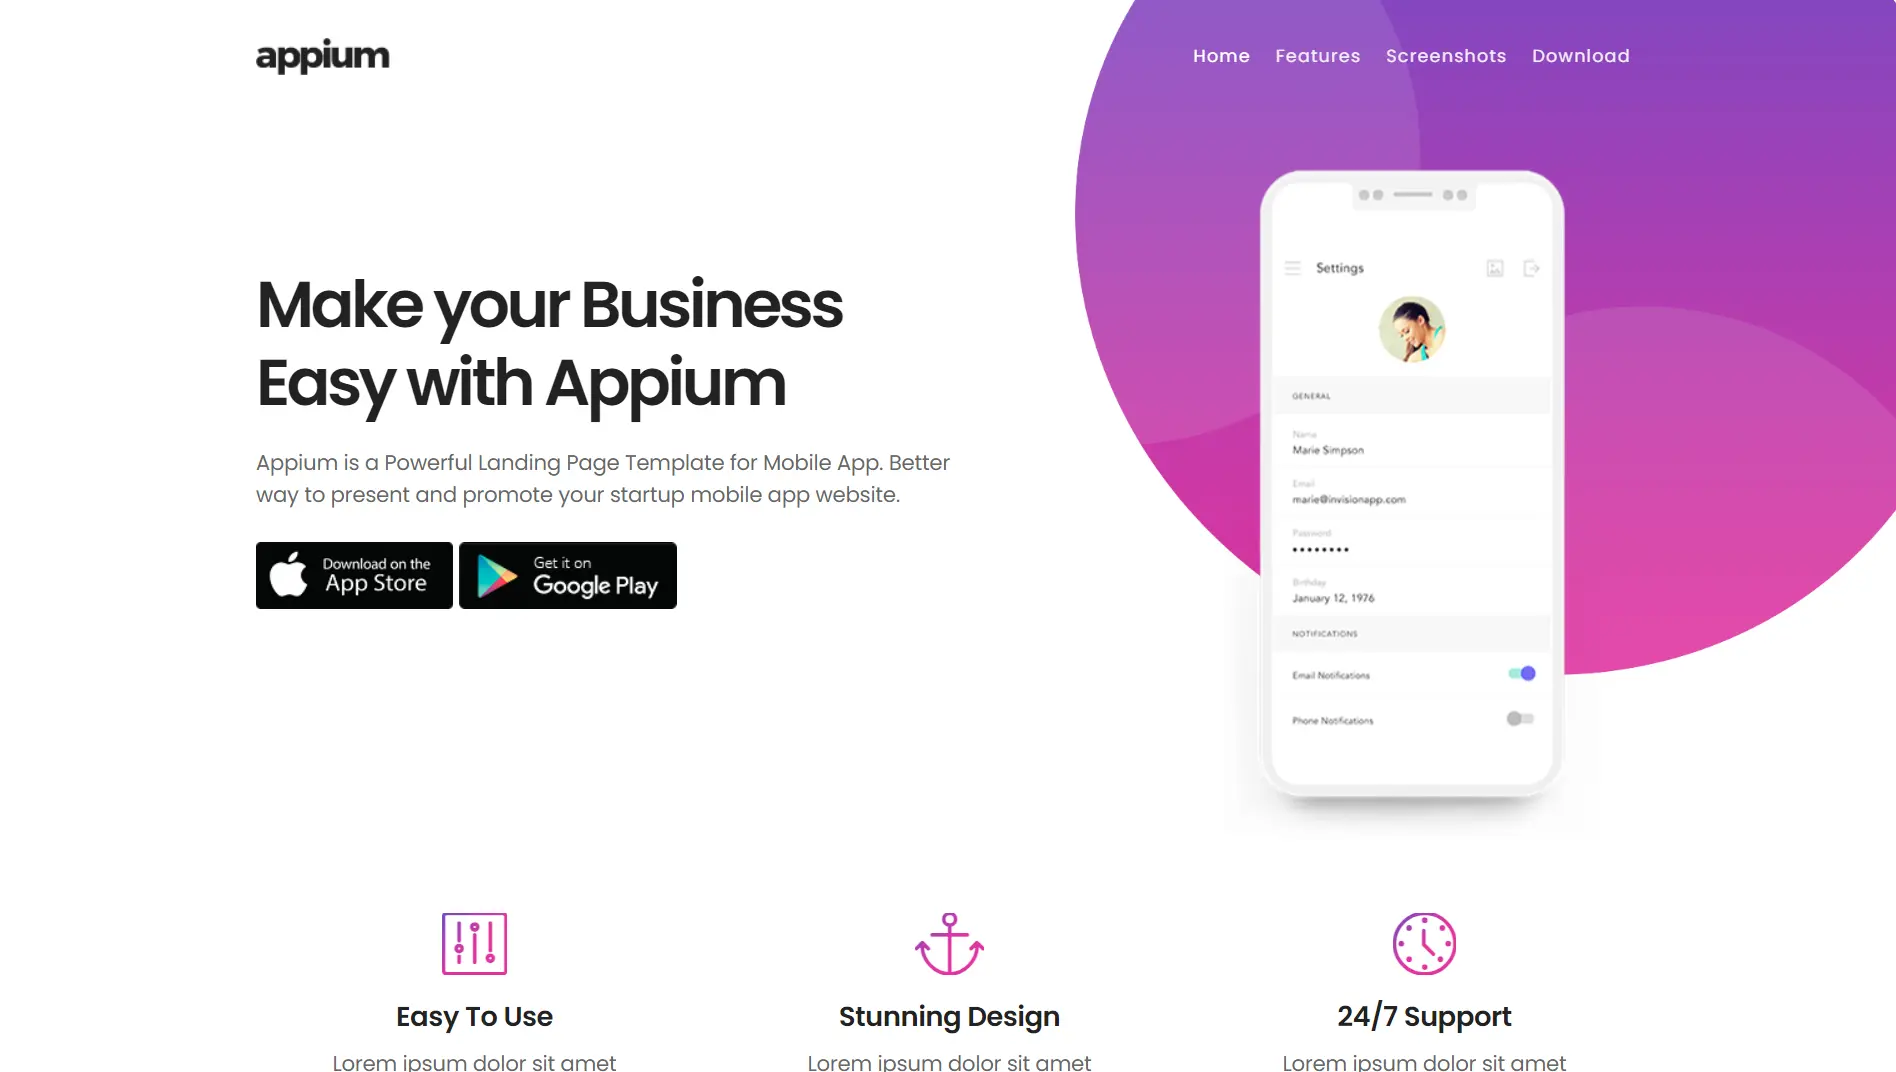 appium
Home Features Screenshots Download
Make your Business
Easy with Appium
Appium is a Powerful Landing Page Template for Mobile App. Better
way to present and promote your startup mobile app website.
Download on the
App Store
Get it on
Google Play
Settings
GENERAL
Name
Marie Simpson
Email
marie@invisionapp.com
Password
••••••••
Birthday
January 12, 1976
NOTIFICATIONS
Email Notifications
Phone Notifications
Easy To Use
Lorem ipsum dolor sit amet
Stunning Design
Lorem ipsum dolor sit amet
24/7 Support
Lorem ipsum dolor sit amet